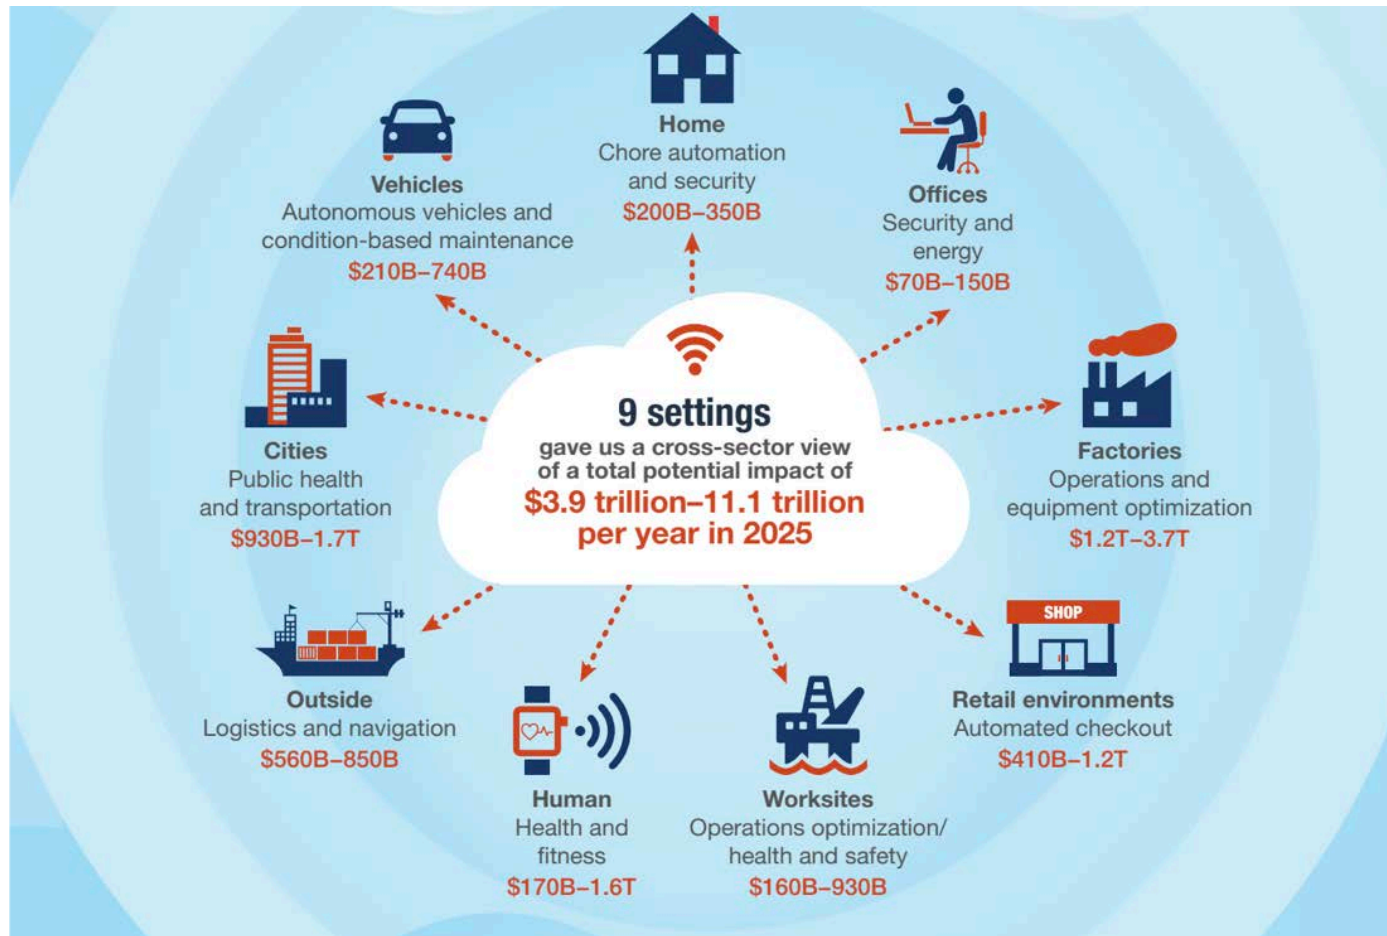 Home
Chore automation
and security
$200B–350B
Offices
Security and
energy
$70B–150B
Factories
Operations and
equipment optimization
$1.2T–3.7T
SHOP
Retail environments
Automated checkout
$410B–1.2T
Worksites
Operations optimization/
health and safety
$160B–930B
Human
Health and
fitness
$170B–1.6T
Outside
Logistics and navigation
$560B–850B
Cities
Public health
and transportation
$930B–1.7T
Vehicles
Autonomous vehicles and
condition-based maintenance
$210B–740B
9 settings
gave us a cross-sector view
of a total potential impact of
$3.9 trillion–11.1 trillion
per year in 2025